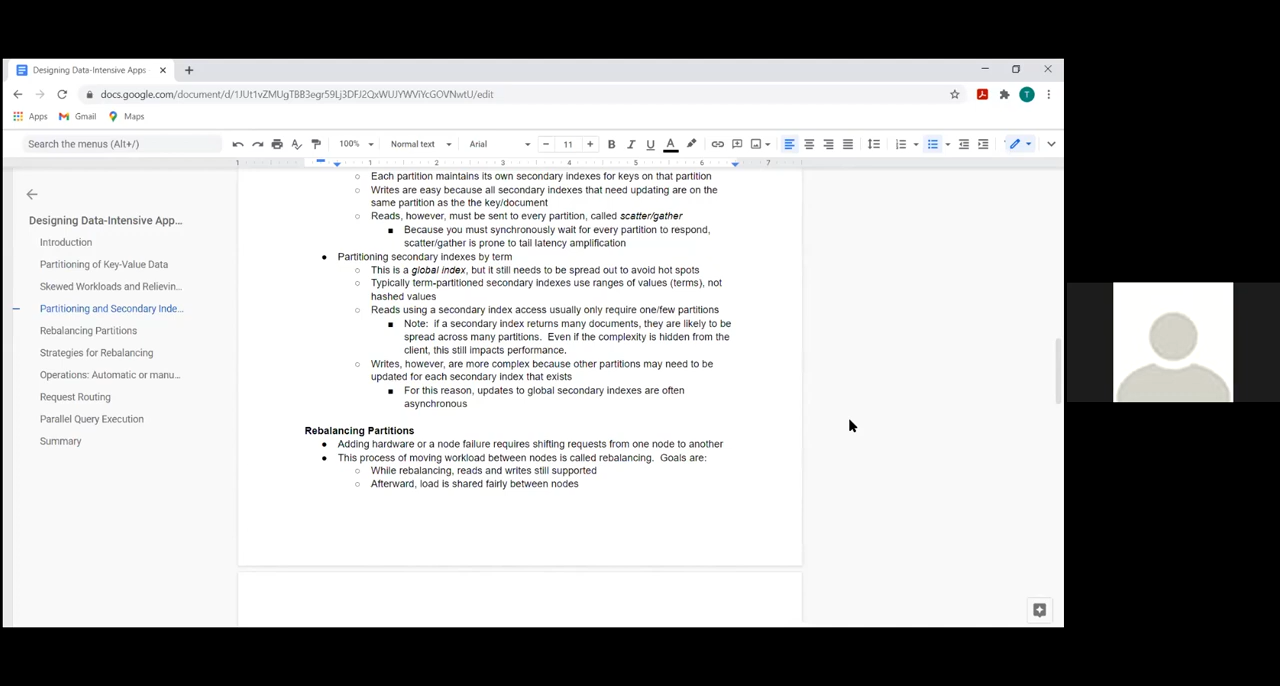 Designing Data-Intensive Apps
docs.google.com/document/d/1JUt1vZMUgTBB3egr59Lj3DFJ2QxWUJYWViYcGOVNwtU/edit
T
Apps
Gmail
Maps
Search the menus (Alt+/)
100%
Normal text
Arial
11
1 1 2 3 4 5 6 7
Designing Data-Intensive App...
Introduction
Partitioning of Key-Value Data
Skewed Workloads and Relievin...
Partitioning and Secondary Inde...
Rebalancing Partitions
Strategies for Rebalancing
Operations: Automatic or manu...
Request Routing
Parallel Query Execution
Summary
Each partition maintains its own secondary indexes for keys on that partition
Writes are easy because all secondary indexes that need updating are on the
same partition as the the key/document
Reads, however, must be sent to every partition, called scatter/gather
Because you must synchronously wait for every partition to respond,
scatter/gather is prone to tail latency amplification
Partitioning secondary indexes by term
This is a global index, but it still needs to be spread out to avoid hot spots
Typically term-partitioned secondary indexes use ranges of values (terms), not
hashed values
Reads using a secondary index access usually only require one/few partitions
Note: if a secondary index returns many documents, they are likely to be
spread across many partitions. Even if the complexity is hidden from the
client, this still impacts performance.
Writes, however, are more complex because other partitions may need to be
updated for each secondary index that exists
For this reason, updates to global secondary indexes are often
asynchronous
Rebalancing Partitions
Adding hardware or a node failure requires shifting requests from one node to another
This process of moving workload between nodes is called rebalancing. Goals are:
While rebalancing, reads and writes still supported
Afterward, load is shared fairly between nodes